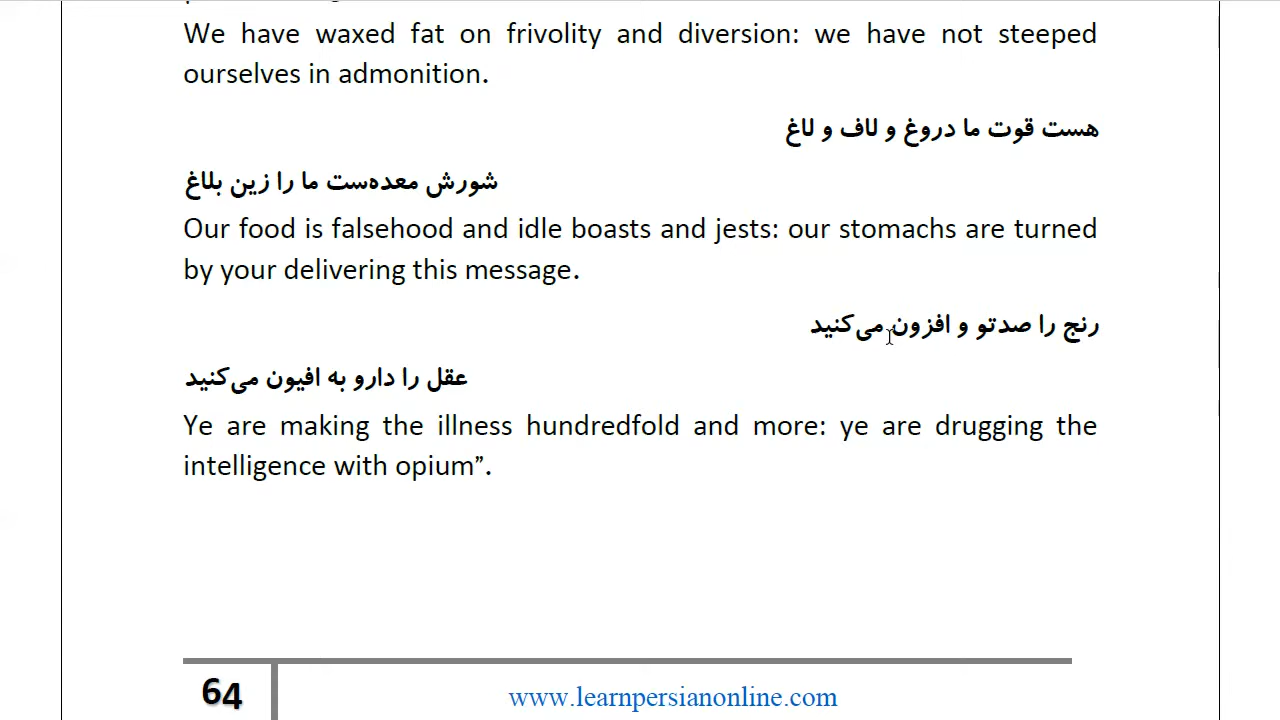 We have waxed fat on frivolity and diversion: we have not steeped
ourselves in admonition.
هست قوت ما دروغ و لاف و لاغ
شورش معده‌ست ما را زین بلاغ
Our food is falsehood and idle boasts and jests: our stomachs are turned
by your delivering this message.
رنج را صدتو و افزون می‌کنید
عقل را دارو به افیون می‌کنید
Ye are making the illness hundredfold and more: ye are drugging the
intelligence with opium”.
64
www.learnpersianonline.com